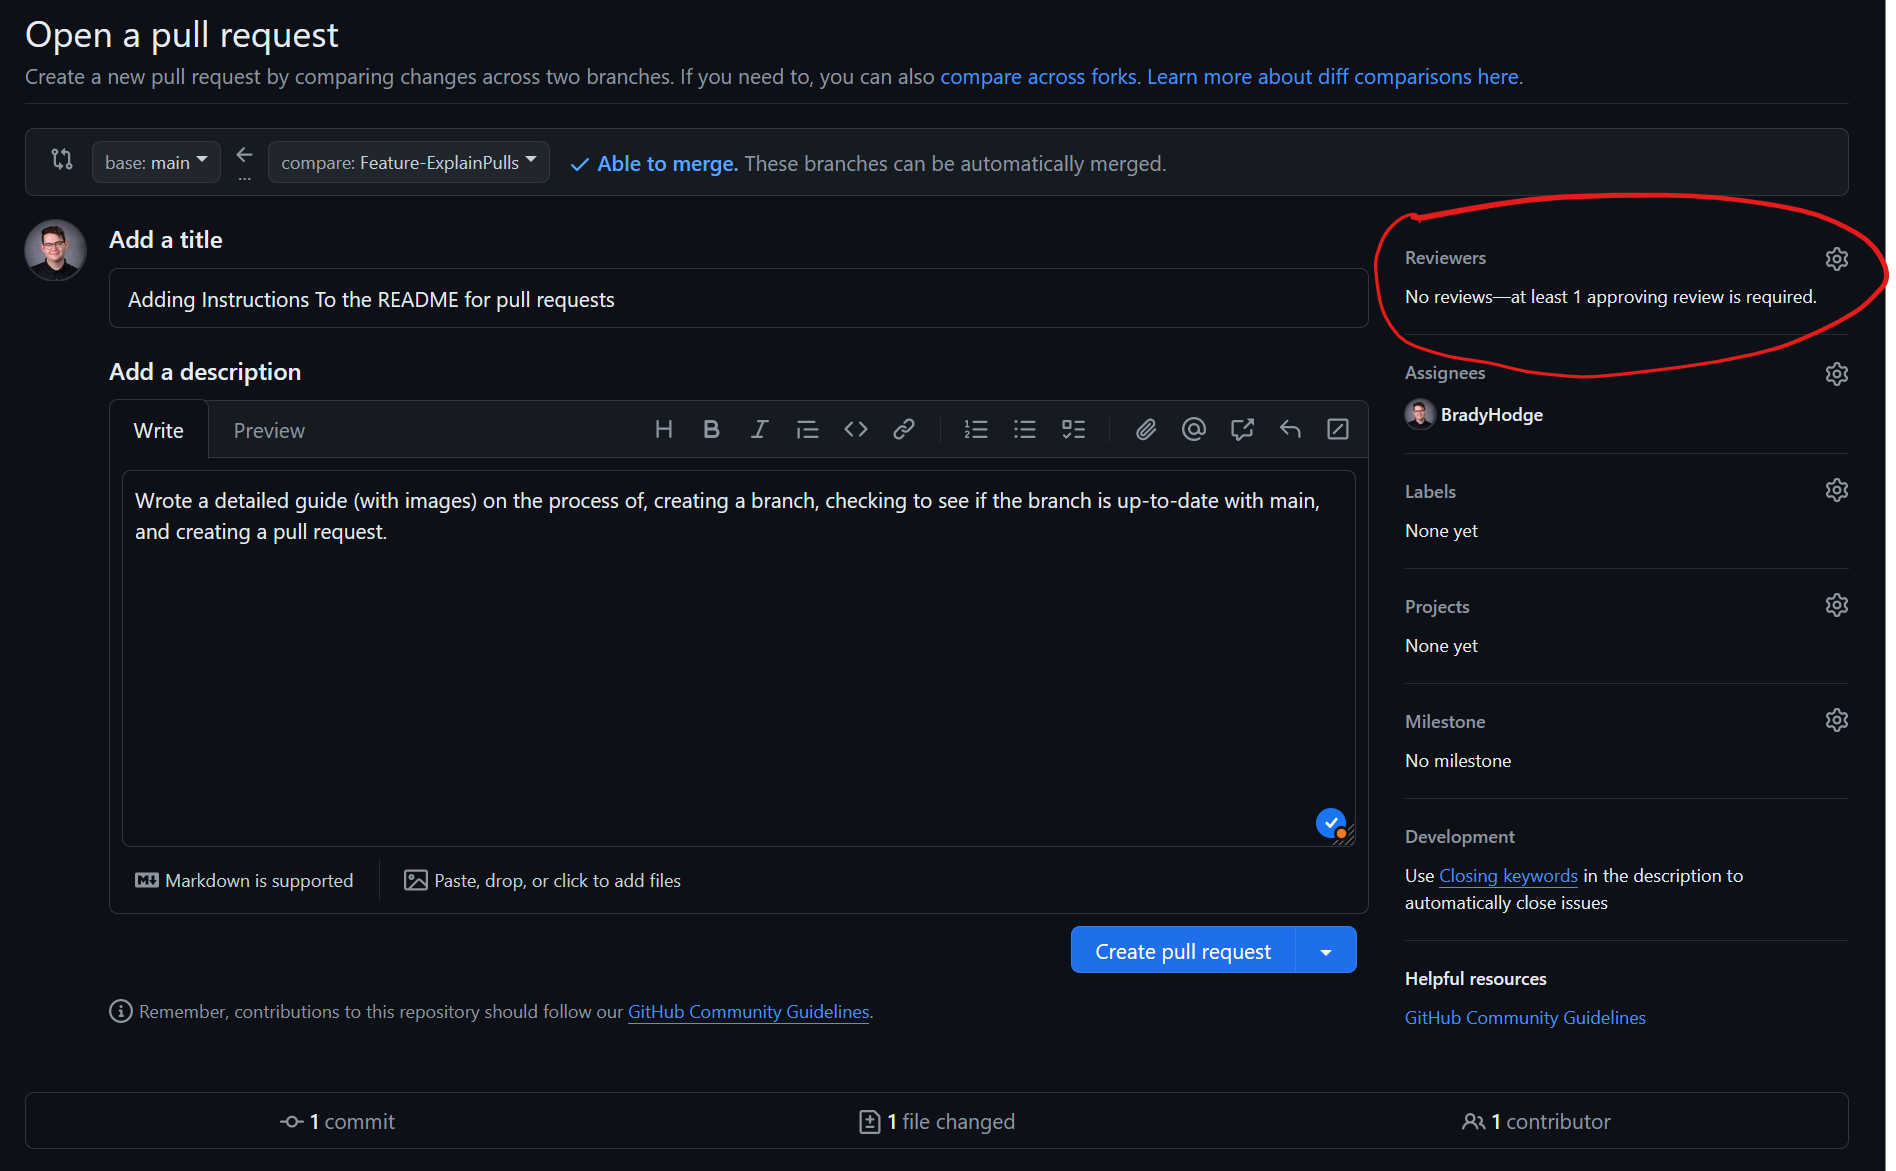 Open a pull request
Create a new pull request by comparing changes across two branches. If you need to, you can also compare across forks. Learn more about diff comparisons here.
base: main
...
compare: Feature-ExplainPulls
Able to merge. These branches can be automatically merged.
Add a title
Adding Instructions To the README for pull requests
Add a description
Write
Preview
Wrote a detailed guide (with images) on the process of, creating a branch, checking to see if the branch is up-to-date with main,
and creating a pull request.
Markdown is supported
Paste, drop, or click to add files
Create pull request
Remember, contributions to this repository should follow our GitHub Community Guidelines.
Reviewers
No reviews—at least 1 approving review is required.
Assignees
BradyHodge
Labels
None yet
Projects
None yet
Milestone
No milestone
Development
Use Closing keywords in the description to
automatically close issues
Helpful resources
GitHub Community Guidelines
1 commit
1 file changed
1 contributor